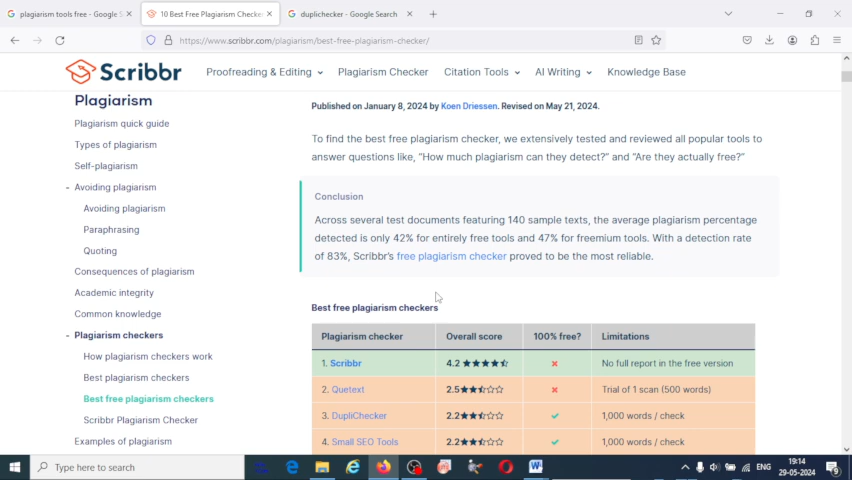 plagiarism tools free - Google S
10 Best Free Plagiarism Checker
duplichecker - Google Search
https://www.scribbr.com/plagiarism/best-free-plagiarism-checker/
Scribbr
Proofreading & Editing
Plagiarism Checker
Citation Tools
AI Writing
Knowledge Base
Plagiarism
Plagiarism quick guide
Types of plagiarism
Self-plagiarism
- Avoiding plagiarism
Avoiding plagiarism
Paraphrasing
Quoting
Consequences of plagiarism
Academic integrity
Common knowledge
- Plagiarism checkers
How plagiarism checkers work
Best plagiarism checkers
Best free plagiarism checkers
Scribbr Plagiarism Checker
Examples of plagiarism
Published on January 8, 2024 by Koen Driessen. Revised on May 21, 2024.
To find the best free plagiarism checker, we extensively tested and reviewed all popular tools to
answer questions like, “How much plagiarism can they detect?” and “Are they actually free?”
Conclusion
Across several test documents featuring 140 sample texts, the average plagiarism percentage
detected is only 42% for entirely free tools and 47% for freemium tools. With a detection rate
of 83%, Scribbr’s free plagiarism checker proved to be the most reliable.
Best free plagiarism checkers
Plagiarism checker Overall score 100% free? Limitations
1. Scribbr 4.2 No full report in the free version
2. Quetext 2.5 Trial of 1 scan (500 words)
3. DupliChecker 2.2 1,000 words / check
4. Small SEO Tools 2.2 1,000 words / check
Type here to search
ENG
19:14
29-05-2024